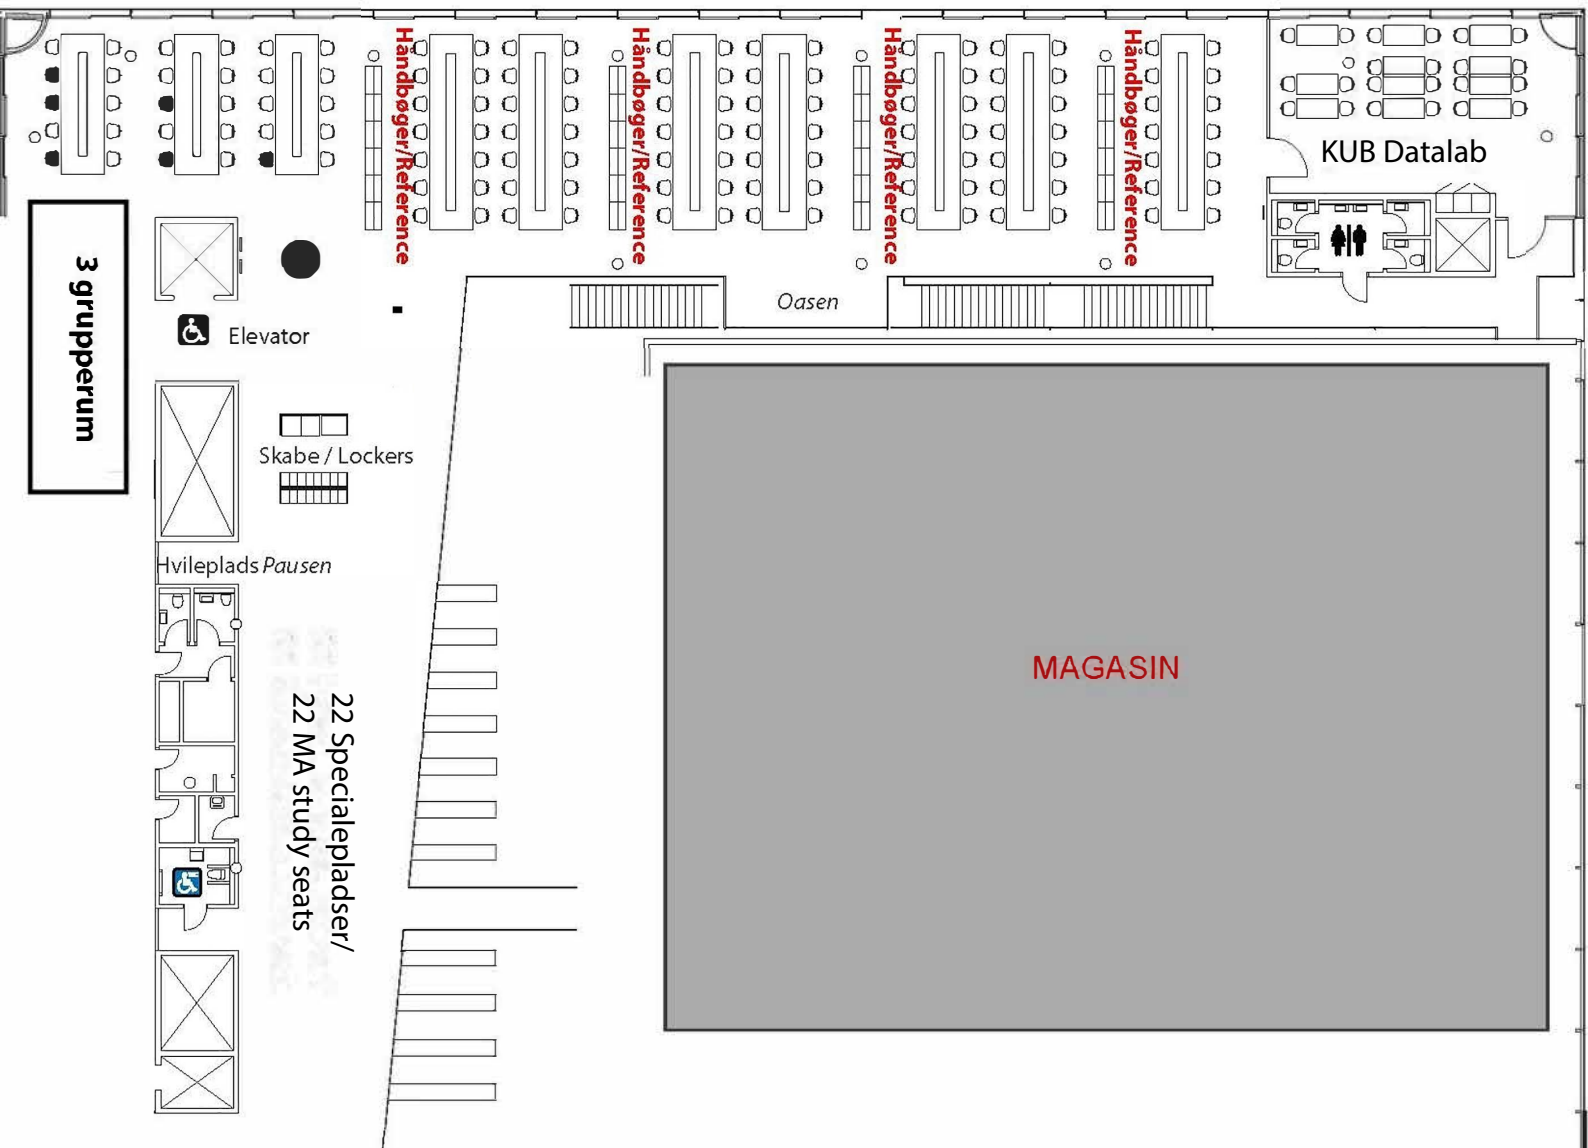 Håndbøger/Reference
Håndbøger/Reference
Håndbøger/Reference
Håndbøger/Reference
KUB Datalab
3 grupperum
Oasen
Elevator
Skabe / Lockers
Hvileplads Pausen
MAGASIN
22 Specialepladser/
22 MA study seats